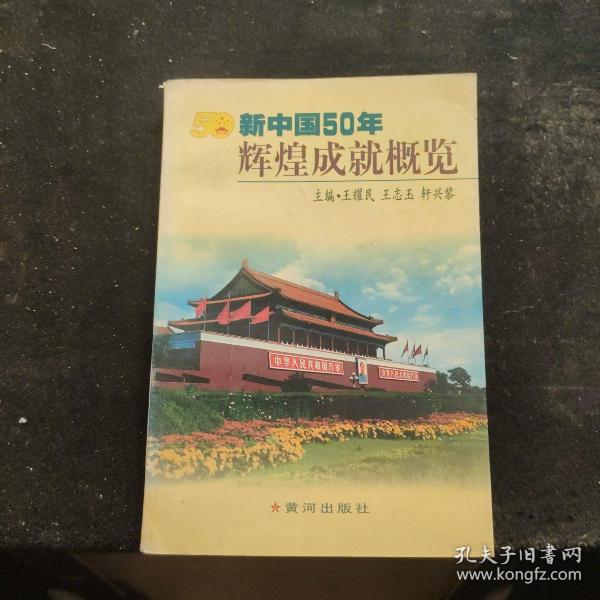 50
新中国50年
辉煌成就概览
主编·王耀民 王志玉 轩兴黎
中华人民共和国万岁
世界人民大团结万岁
黄河出版社
孔夫子旧书网
www.kongfz.com